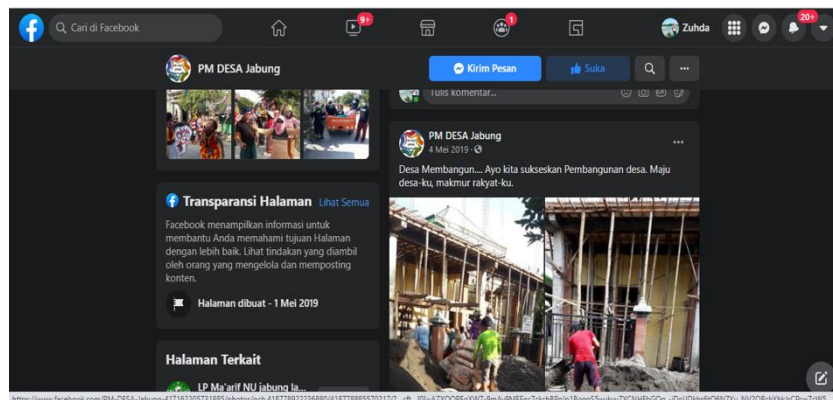 Cari di Facebook
9+
1
Zuhda
20+
PM DESA Jabung
Kirim Pesan
Suka
Tulis komentar...
PM DESA Jabung
4 Mei 2019
Desa Membangun.... Ayo kita sukseskan Pembangunan desa. Maju
desa-ku, makmur rakyat-ku.
Transparansi Halaman Lihat Semua
Facebook menampilkan informasi untuk
membantu Anda memahami tujuan Halaman
dengan lebih baik. Lihat tindakan yang diambil
oleh orang yang mengelola dan memposting
konten.
Halaman dibuat - 1 Mei 2019
Halaman Terkait
LP Ma'arif NU jabung la...